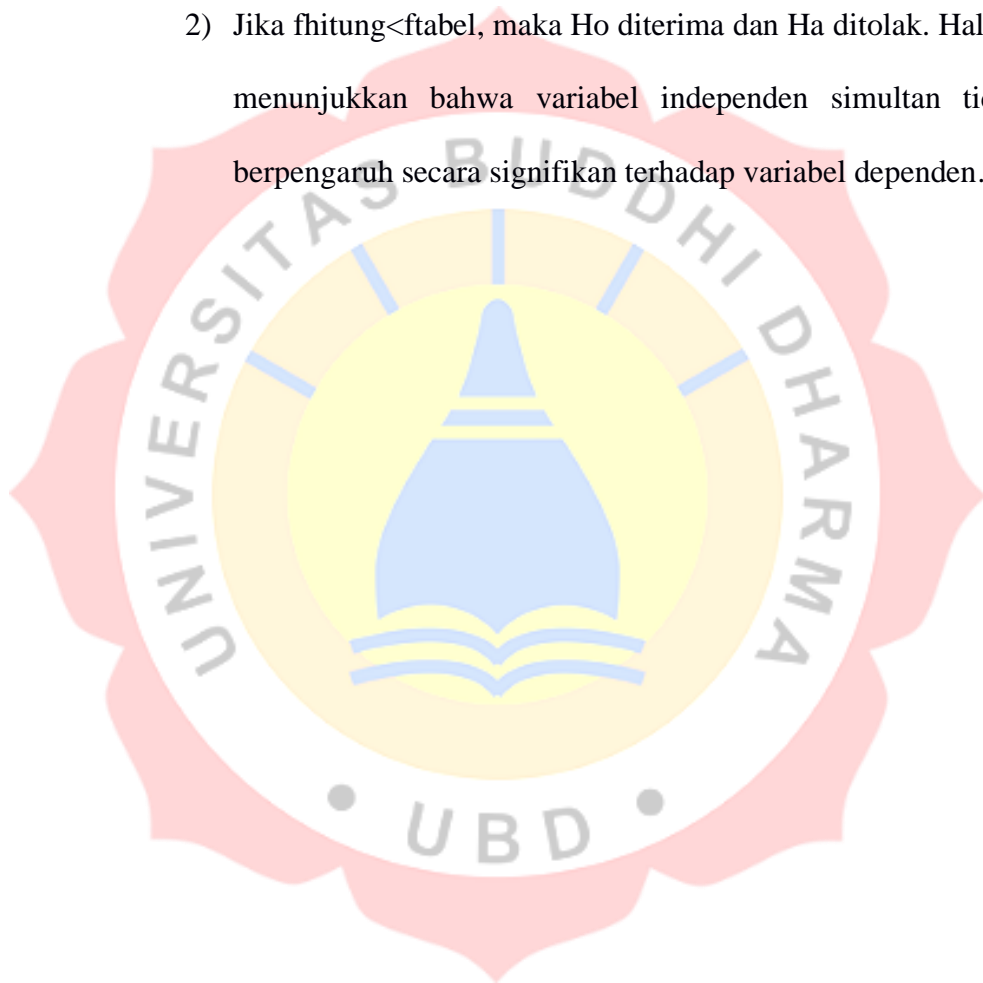 2) Jika fhitung<ftabel, maka Ho diterima dan Ha ditolak. Hal
menunjukkan bahwa variabel independen simultan
berpengaruh secara signifikan terhadap variabel dependen.
UNIVERSITAS BUDDHI DHARMA
• UBD •